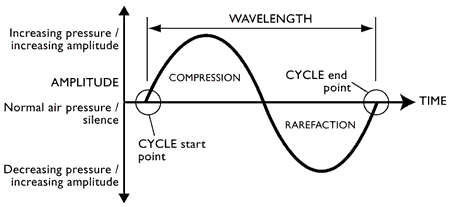 Increasing pressure /
increasing amplitude
WAVELENGTH
COMPRESSION
AMPLITUDE
CYCLE end
point
TIME
Normal air pressure /
silence
RAREFACTION
CYCLE start
point
Decreasing pressure /
increasing amplitude